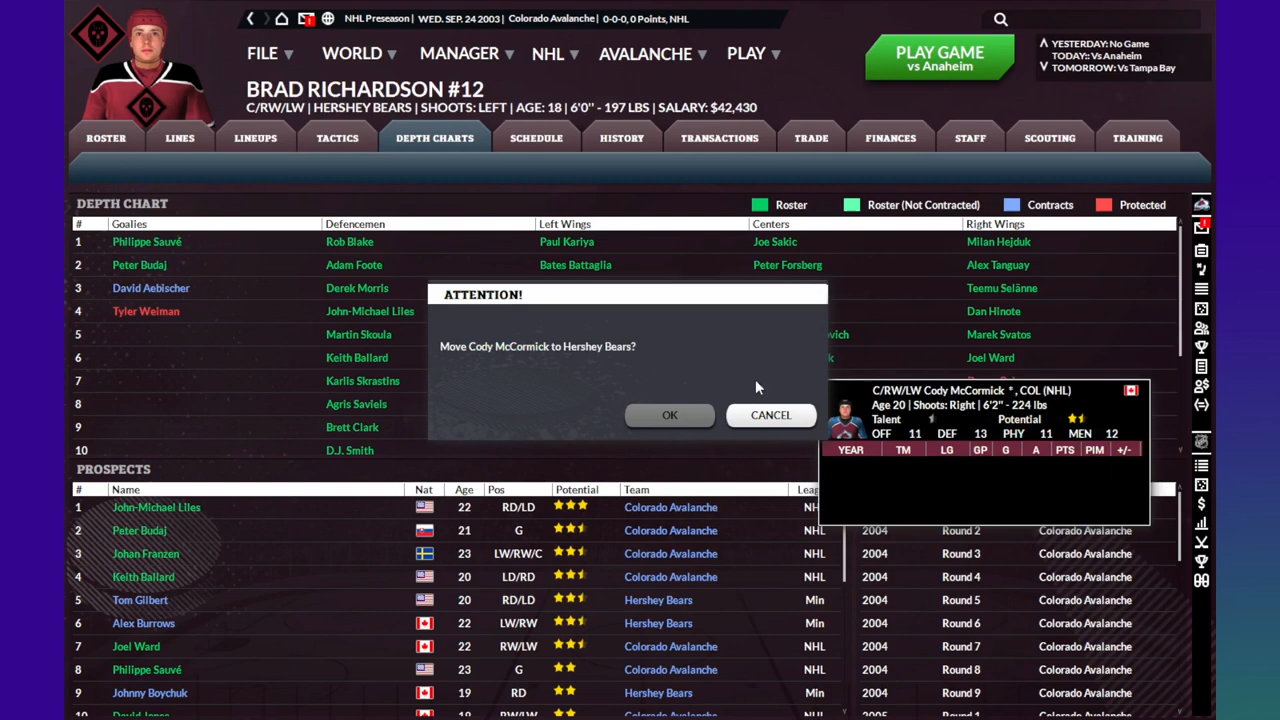 NHL Preseason | WED. SEP. 24 2003 | Colorado Avalanche | 0-0-0, 0 Points, NHL
FILE WORLD MANAGER NHL AVALANCHE PLAY
PLAY GAME
vs Anaheim
YESTERDAY: No Game
TODAY:: Vs Anaheim
TOMORROW: Vs Tampa Bay
BRAD RICHARDSON #12
C/RW/LW | HERSHEY BEARS | SHOOTS: LEFT | AGE: 18 | 6'0" - 197 LBS | SALARY: $42,430
ROSTER LINES LINEUPS TACTICS DEPTH CHARTS SCHEDULE HISTORY TRANSACTIONS TRADE FINANCES STAFF SCOUTING TRAINING
DEPTH CHART Roster Roster (Not Contracted) Contracts Protected
# Goalies Defencemen Left Wings Centers Right Wings
1 Philippe Sauvé Rob Blake Paul Kariya Joe Sakic Milan Hejduk
2 Peter Budaj Adam Foote Bates Battaglia Peter Forsberg Alex Tanguay
3 David Aebischer Derek Morris Teemu Selänne
4 Tyler Weiman John-Michael Liles Dan Hinote
5 Martin Skoula vich Marek Svatos
6 Keith Ballard k Joel Ward
7 Karlis Skrastins
8 Agris Saviels
9 Brett Clark
10 D.J. Smith
ATTENTION!
Move Cody McCormick to Hershey Bears?
OK CANCEL
C/RW/LW Cody McCormick *, COL (NHL)
Age 20 | Shoots: Right | 6'2" - 224 lbs
Talent Potential
OFF 11 DEF 13 PHY 11 MEN 12
YEAR TM LG GP G A PTS PIM +/-
PROSPECTS
# Name Nat Age Pos Potential Team Leag
1 John-Michael Liles 22 RD/LD Colorado Avalanche NHL
2 Peter Budaj 21 G Colorado Avalanche NHL 2004 Round 2 Colorado Avalanche
3 Johan Franzen 23 LW/RW/C Colorado Avalanche NHL 2004 Round 3 Colorado Avalanche
4 Keith Ballard 20 LD/RD Colorado Avalanche NHL 2004 Round 4 Colorado Avalanche
5 Tom Gilbert 20 RD/LD Hershey Bears Min 2004 Round 5 Colorado Avalanche
6 Alex Burrows 22 LW/RW Hershey Bears Min 2004 Round 6 Colorado Avalanche
7 Joel Ward 22 RW/LW Colorado Avalanche NHL 2004 Round 7 Colorado Avalanche
8 Philippe Sauvé 23 G Colorado Avalanche NHL 2004 Round 8 Colorado Avalanche
9 Johnny Boychuk 19 RD Hershey Bears Min 2004 Round 9 Colorado Avalanche
10 David Jones 19 RW/LW Colorado Avalanche NHL 2005 Round 1 Colorado Avalanche